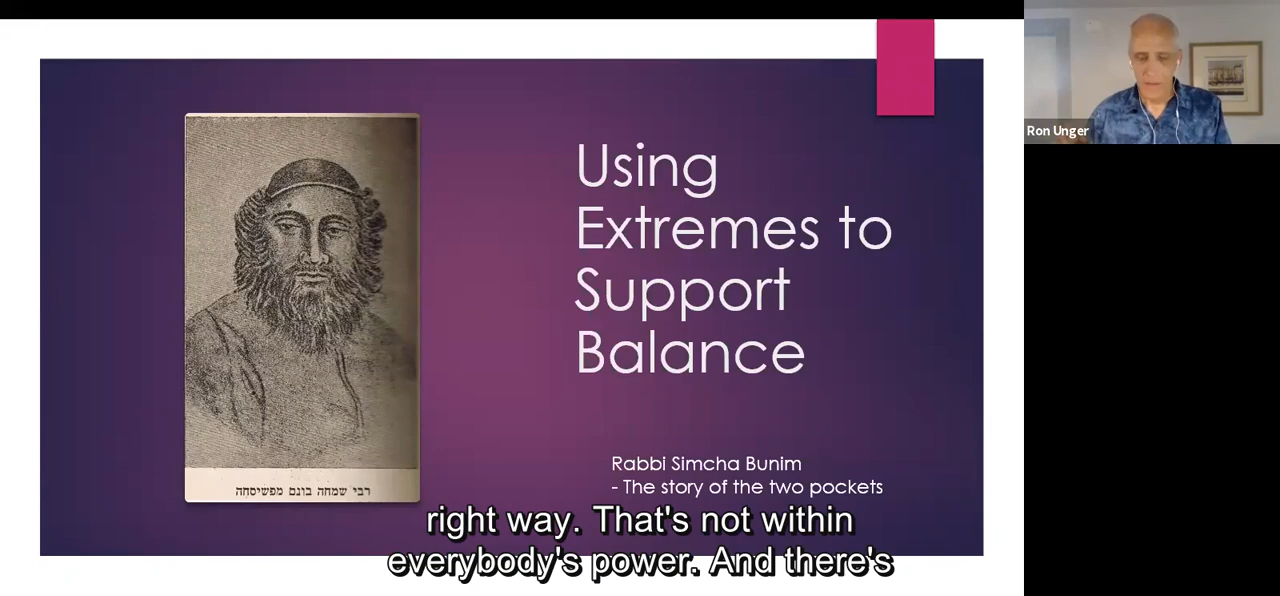 Using
Extremes to
Support
Balance
Rabbi Simcha Bunim
- The story of the two pockets
רבי שמחה בונם מפשיסחה
right way. That's not within
everybody's power. And there's
Ron Unger